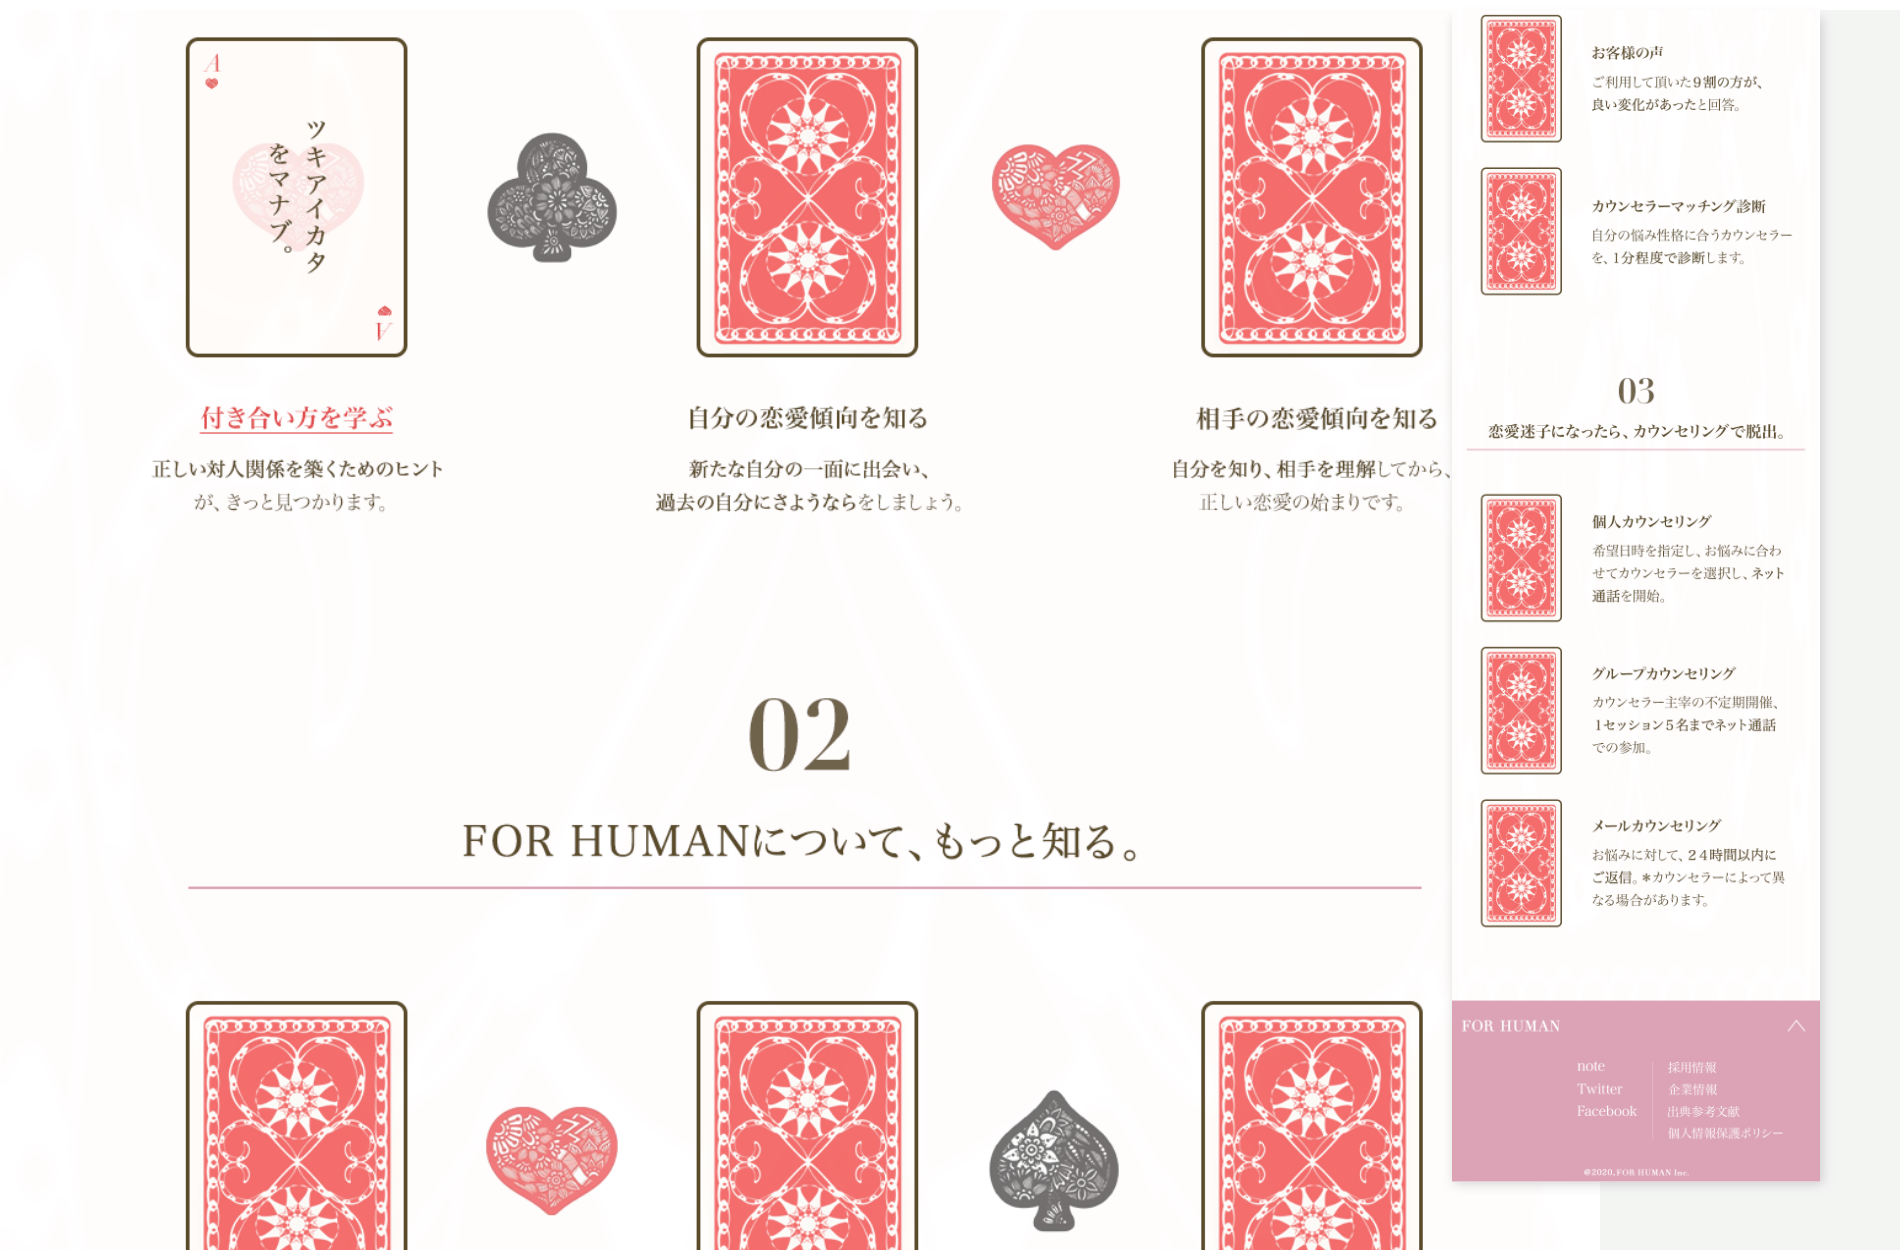 A
ツキアイカタ
をマナブ。
A
付き合い方を学ぶ
正しい対人関係を築くためのヒント
が、きっと見つかります。
自分の恋愛傾向を知る
新たな自分の一面に出会い、
過去の自分にさようならをしましょう。
相手の恋愛傾向を知る
自分を知り、相手を理解してから、
正しい恋愛の始まりです。
02
FOR HUMANについて、もっと知る。
お客様の声
ご利用して頂いた9割の方が、
良い変化があったと回答。
カウンセラーマッチング診断
自分の悩み性格に合うカウンセラー
を、1分程度で診断します。
03
恋愛迷子になったら、カウンセリングで脱出。
個人カウンセリング
希望日時を指定し、お悩みに合わ
せてカウンセラーを選択し、ネット
通話を開始。
グループカウンセリング
カウンセラー主宰の不定期開催、
1セッション5名までネット通話
での参加。
メールカウンセリング
お悩みに対して、24時間以内に
ご返信。*カウンセラーによって異
なる場合があります。
FOR HUMAN
note
Twitter
Facebook
採用情報
企業情報
出典参考文献
個人情報保護ポリシー
@2020, FOR HUMAN Inc.